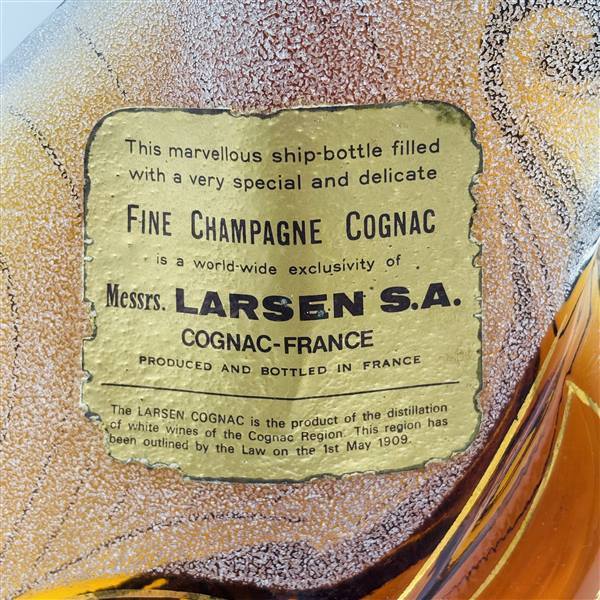 This marvellous ship-bottle filled
with a very special and delicate
FINE CHAMPAGNE COGNAC
is a world-wide exclusivity of
Messrs. LARSEN S.A.
COGNAC-FRANCE
PRODUCED AND BOTTLED IN FRANCE
The LARSEN COGNAC is the product of the distillation
of white wines of the Cognac Region. This region has
been outlined by the Law on the 1st May 1909.